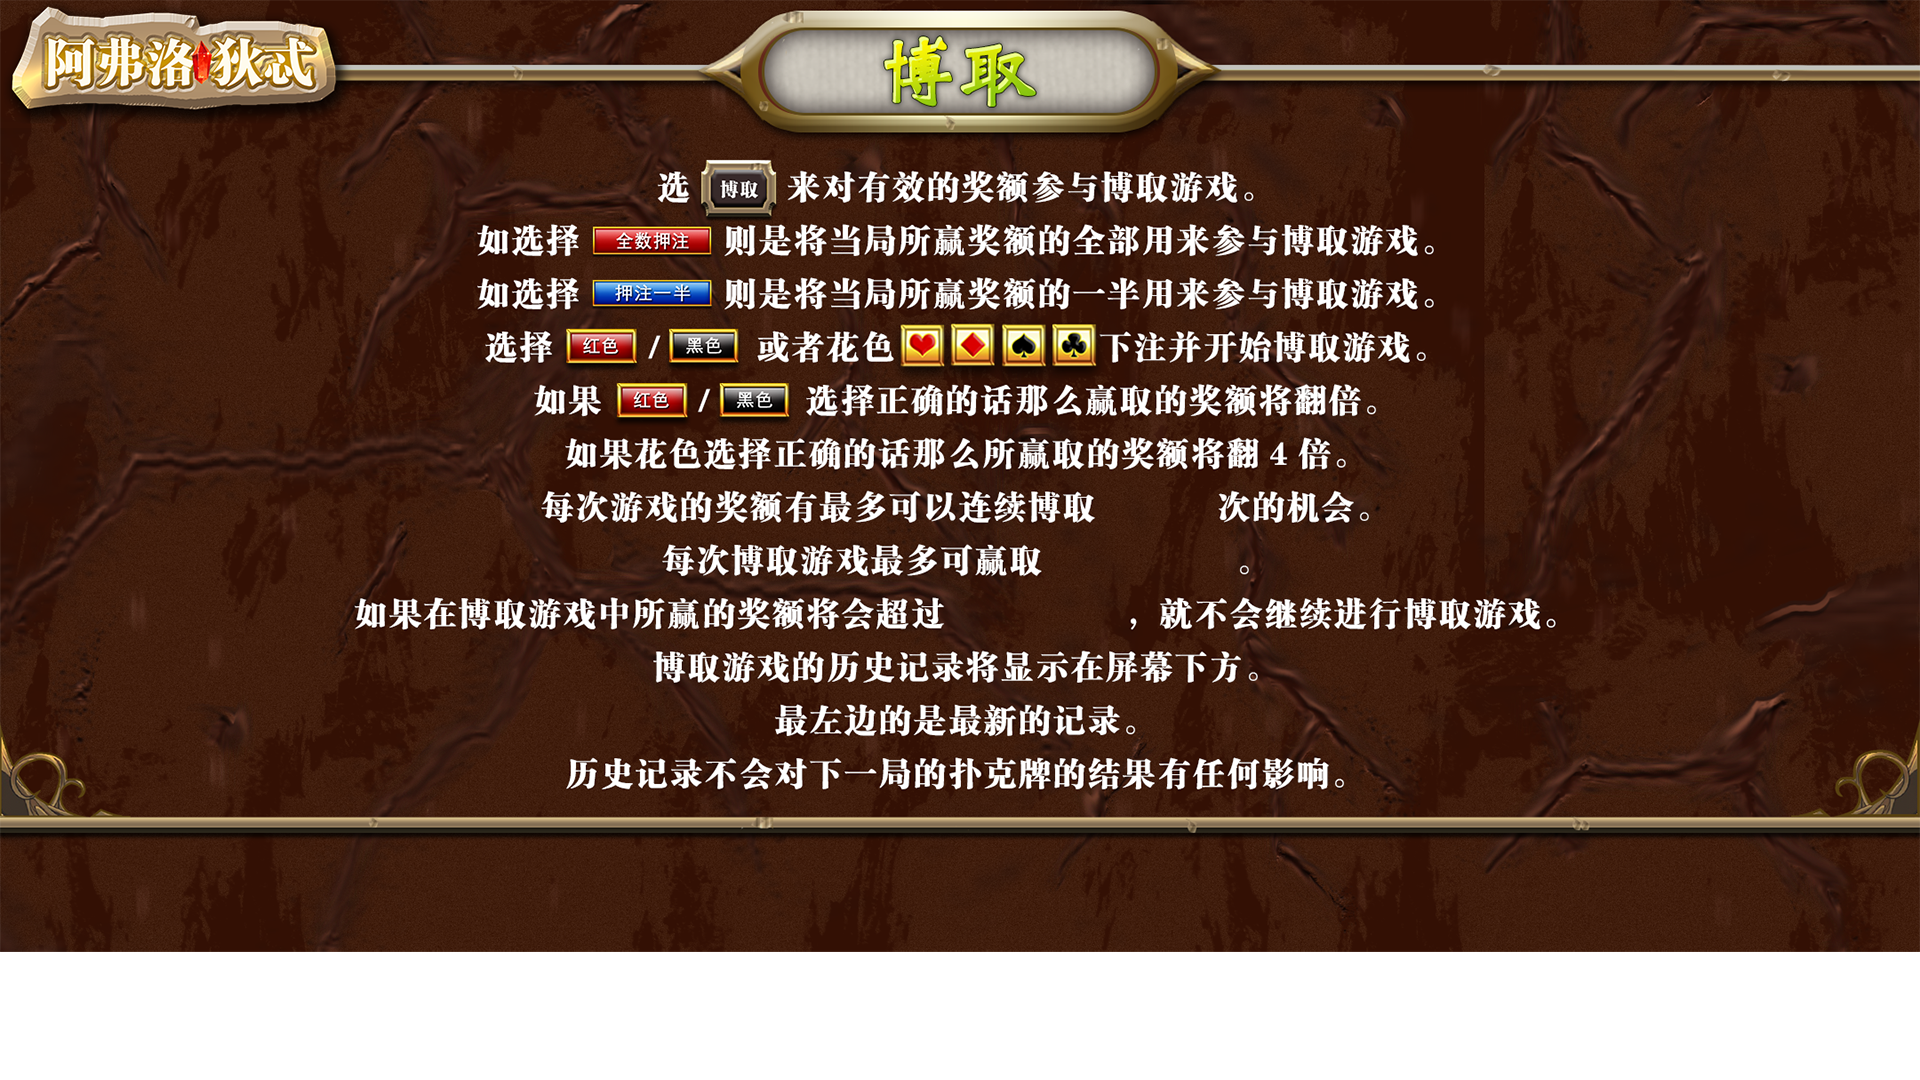 阿弗洛狄忒
博取
选 博取 来对有效的奖额参与博取游戏。
如选择 全数押注 则是将当局所赢奖额的全部用来参与博取游戏。
如选择 押注一半 则是将当局所赢奖额的一半用来参与博取游戏。
选择 红色 / 黑色 或者花色 下注并开始博取游戏。
如果 红色 / 黑色 选择正确的话那么赢取的奖额将翻倍。
如果花色选择正确的话那么所赢取的奖额将翻 4 倍。
每次游戏的奖额有最多可以连续博取 次的机会。
每次博取游戏最多可赢取 。
如果在博取游戏中所赢的奖额将会超过 ，就不会继续进行博取游戏。
博取游戏的历史记录将显示在屏幕下方。
最左边的是最新的记录。
历史记录不会对下一局的扑克牌的结果有任何影响。